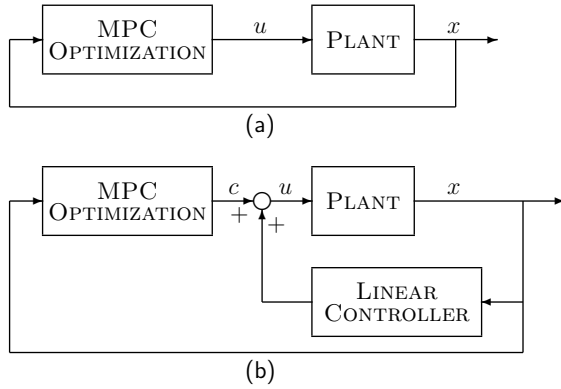 MPC
OPTIMIZATION
u
PLANT
x
(a)
MPC
OPTIMIZATION
c
+
u
+
PLANT
x
LINEAR
CONTROLLER
(b)